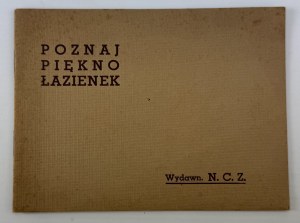 POZNAJ
PIĘKNO
ŁAZIENEK
Wydawn. N. C. Z.